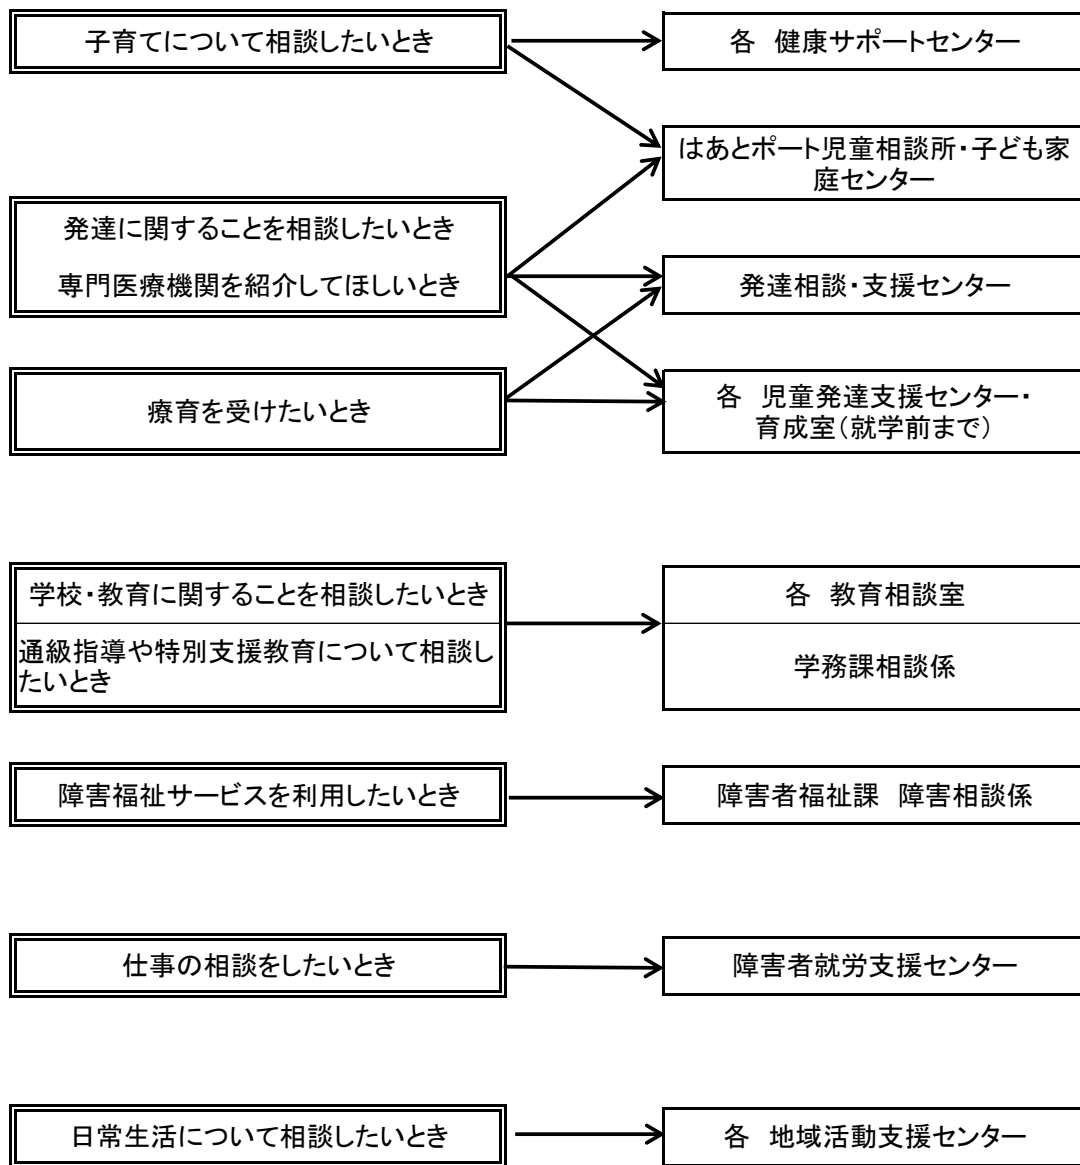 子育てについて相談したいとき
各　健康サポートセンター
はあとポート児童相談所・子ども家
庭センター
発達に関することを相談したいとき
専門医療機関を紹介してほしいとき
発達相談・支援センター
療育を受けたいとき
各　児童発達支援センター・
育成室（就学前まで）
学校・教育に関することを相談したいとき
通級指導や特別支援教育について相談し
たいとき
各　教育相談室
学務課相談係
障害福祉サービスを利用したいとき
障害者福祉課　障害相談係
仕事の相談をしたいとき
障害者就労支援センター
日常生活について相談したいとき
各　地域活動支援センター